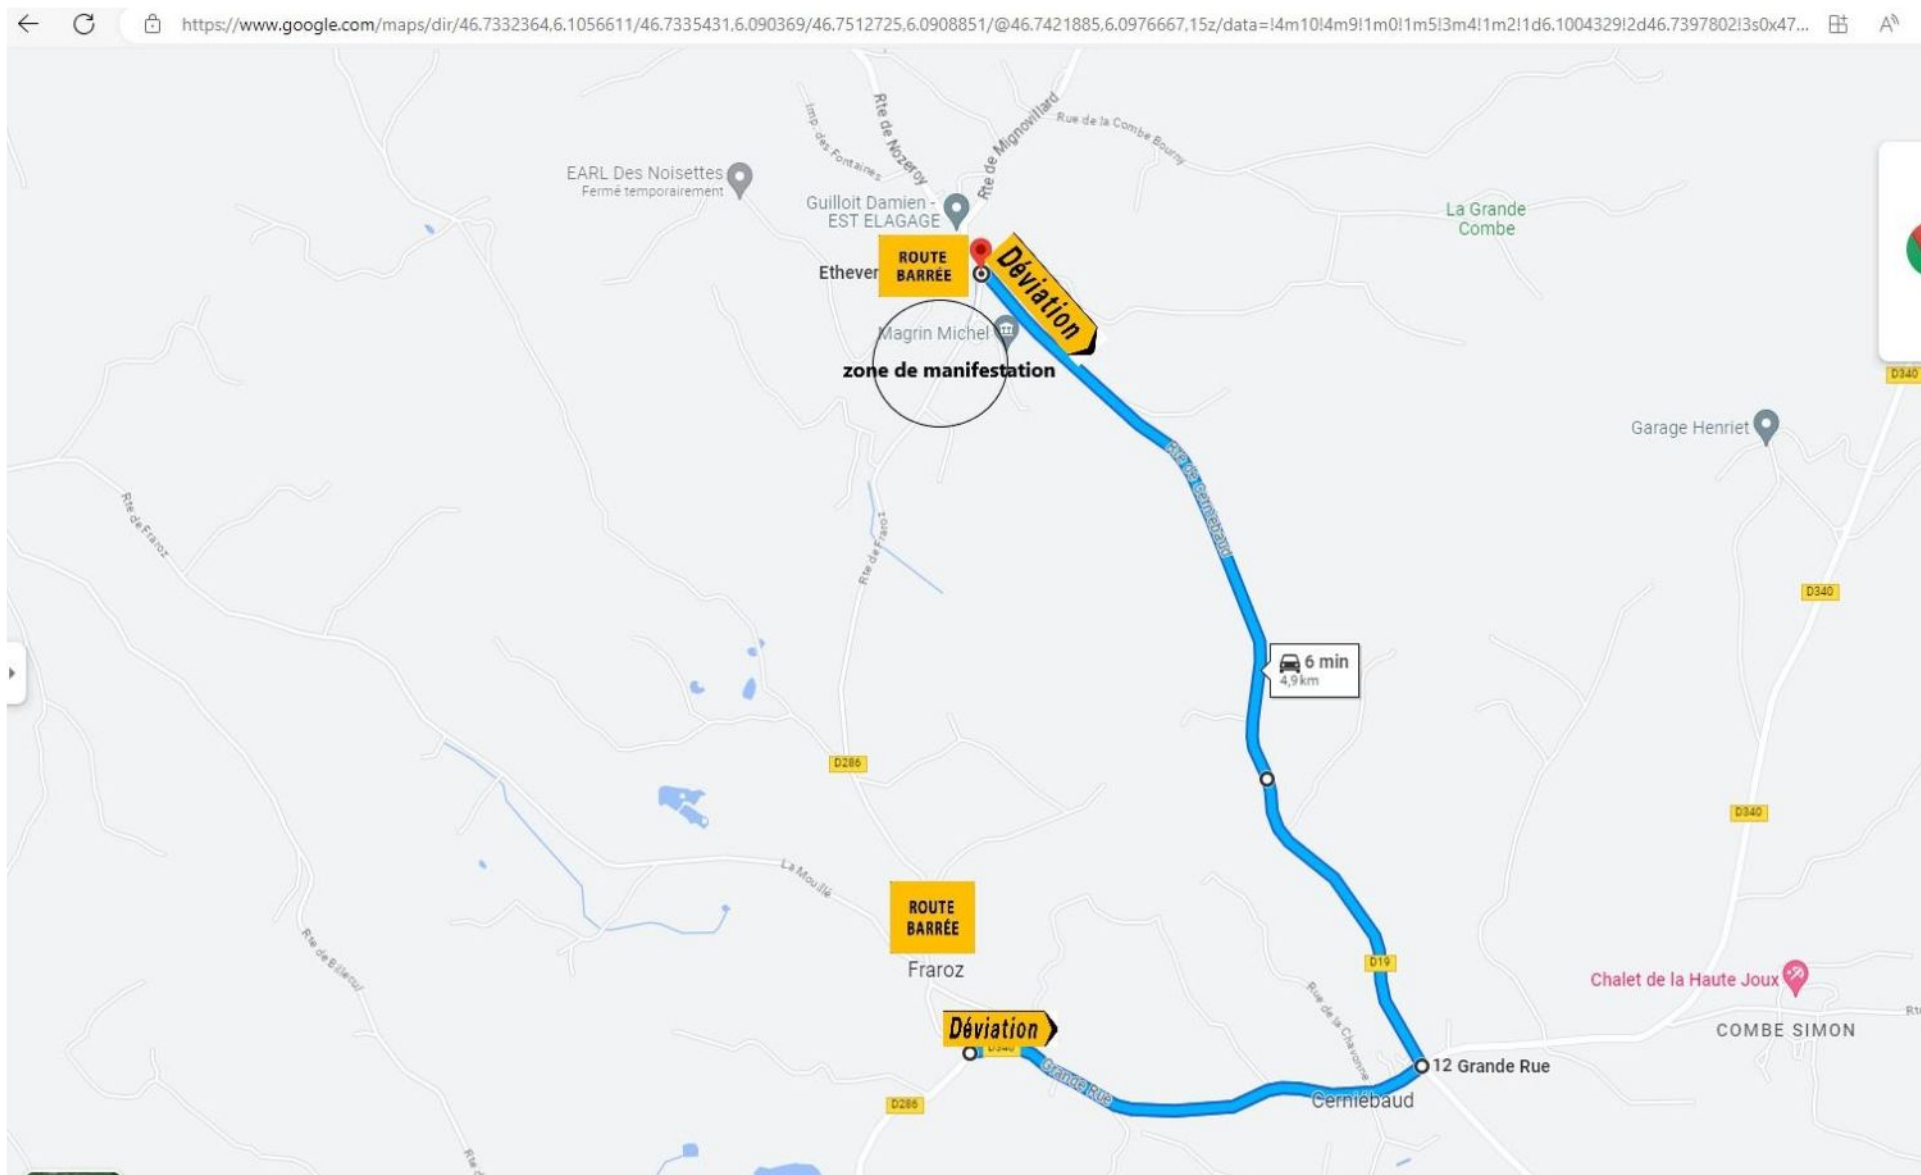 https://www.google.com/maps/dir/46.7332364,6.1056611/46.7335431,6.090369/46.7512725,6.0908851/@46.7421885,6.0976667,15z/data=!4m10!4m9!1m0!1m5!3m4!1m2!1d6.1004329!2d46.7397802!3s0x47...
Rte de Nozeroy
Imp. des Fontaines
Rte de Mignovillard
Rue de la Combe Bourny
EARL Des Noisettes
Fermé temporairement
Guilloit Damien -
EST ELAGAGE
La Grande
Combe
ROUTE
BARRÉE
Ethever
Déviation
Magrin Michel
zone de manifestation
D340
Garage Henriet
Rte de Cerniébaud
Rte de Fraroz
Rte de Fraroz
D340
6 min
4,9 km
D286
D340
La Mouillé
ROUTE
BARRÉE
Fraroz
D19
Rte de Billecul
Chalet de la Haute Joux
Rue de la Chavonne
COMBE SIMON
Déviation
D340
Grande Rue
12 Grande Rue
Cerniébaud
D286